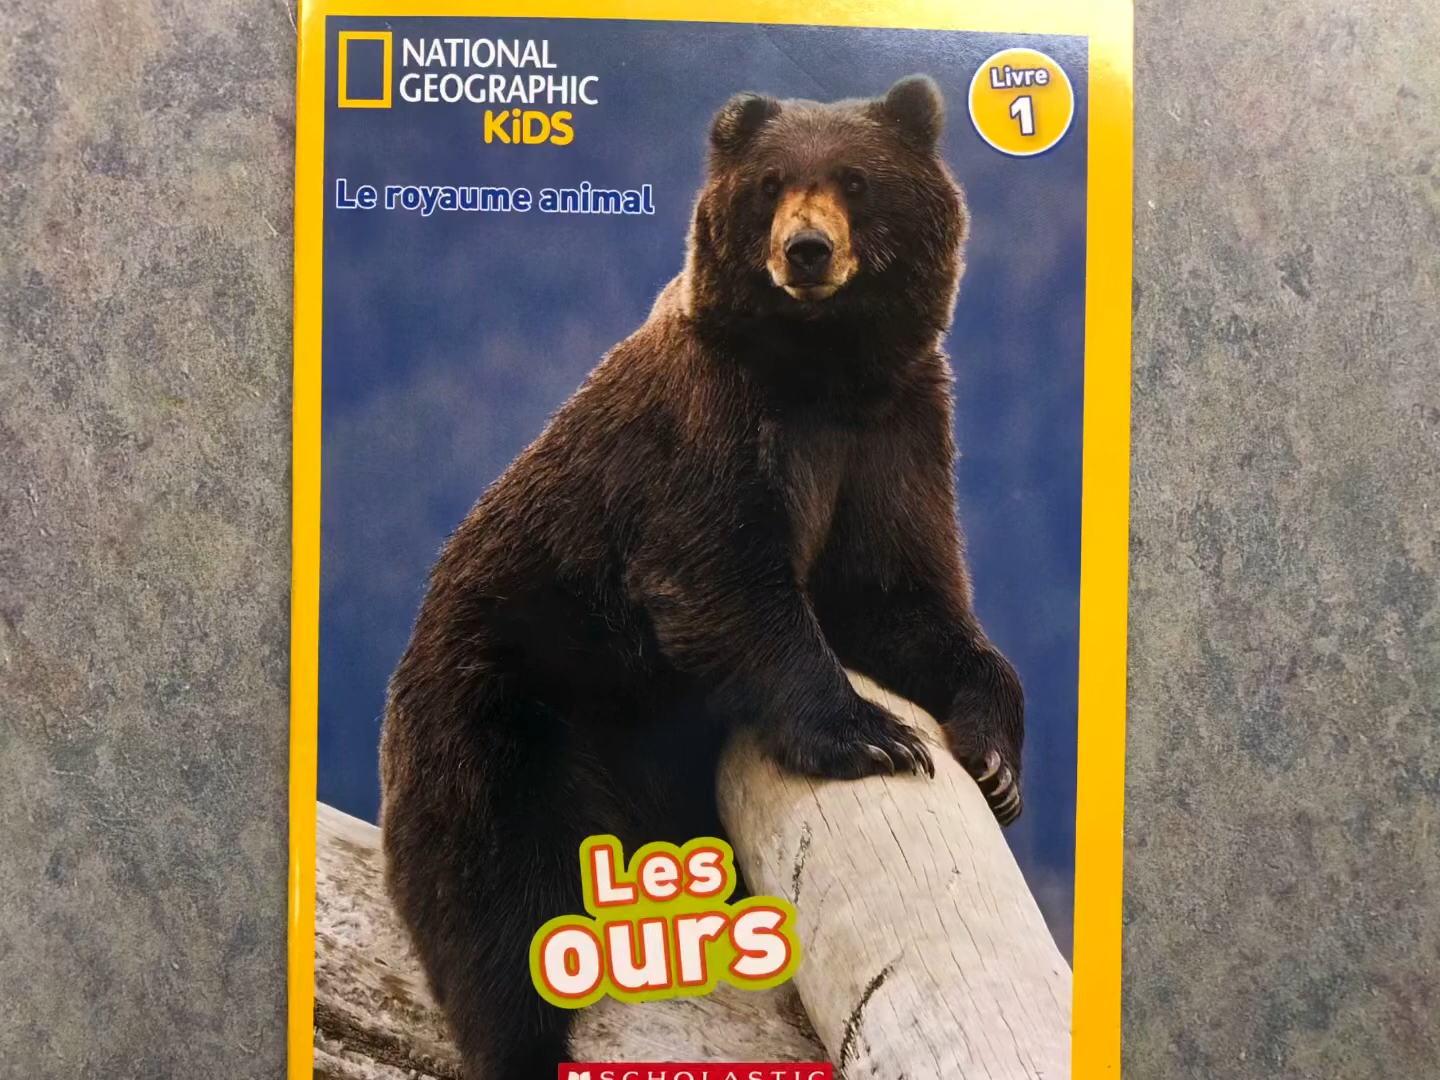 NATIONAL
GEOGRAPHIC
KiDS
Livre
1
Le royaume animal
Les
ours
SCHOLASTIC